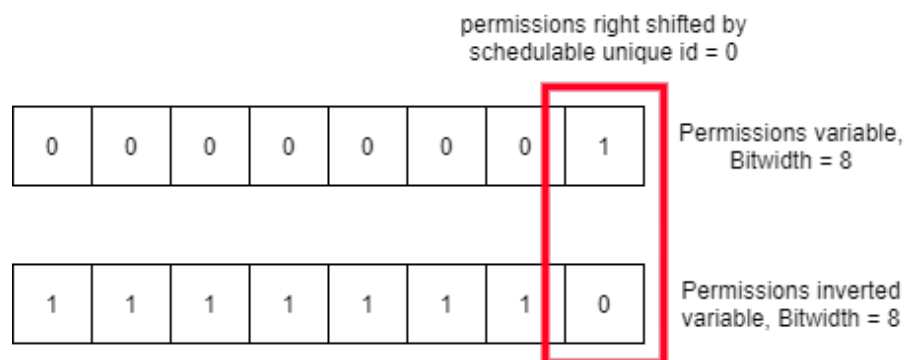 permissions right shifted by
schedulable unique id = 0
0 0 0 0 0 0 0 1
Permissions variable,
Bitwidth = 8
1 1 1 1 1 1 1 0
Permissions inverted
variable, Bitwidth = 8